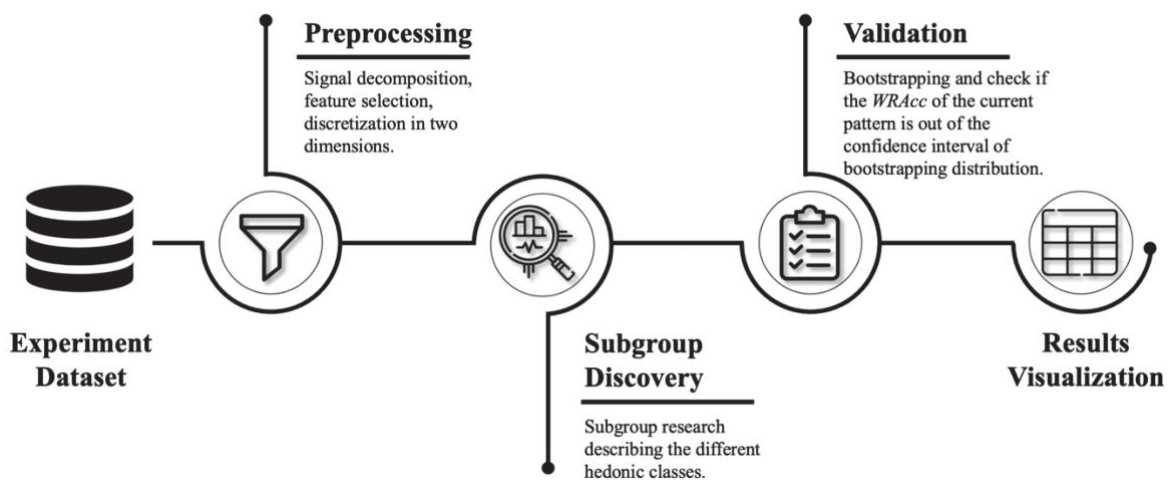 Experiment
Dataset
Preprocessing
Signal decomposition,
feature selection,
discretization in two
dimensions.
Subgroup
Discovery
Subgroup research
describing the different
hedonic classes.
Validation
Bootstrapping and check if
the WRAcc of the current
pattern is out of the
confidence interval of
bootstrapping distribution.
Results
Visualization